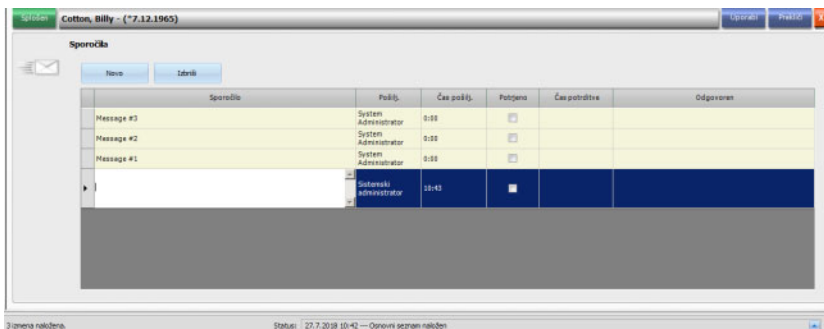 Splošen
Cotton, Billy - (*7.12.1965)
Uporabi
Prekliči
X
Sporočila
Novo
Izbriši
Sporočilo
Pošilj.
Čas pošilj.
Potrjeno
Čas potrditve
Odgovoren
Message #3
System
Administrator
0:00
Message #2
System
Administrator
0:00
Message #1
System
Administrator
0:00
Sistemski
administrator
10:43
3 imena naložena.
Status:
27.7.2018 10:42 --- Osnovni seznam naložen